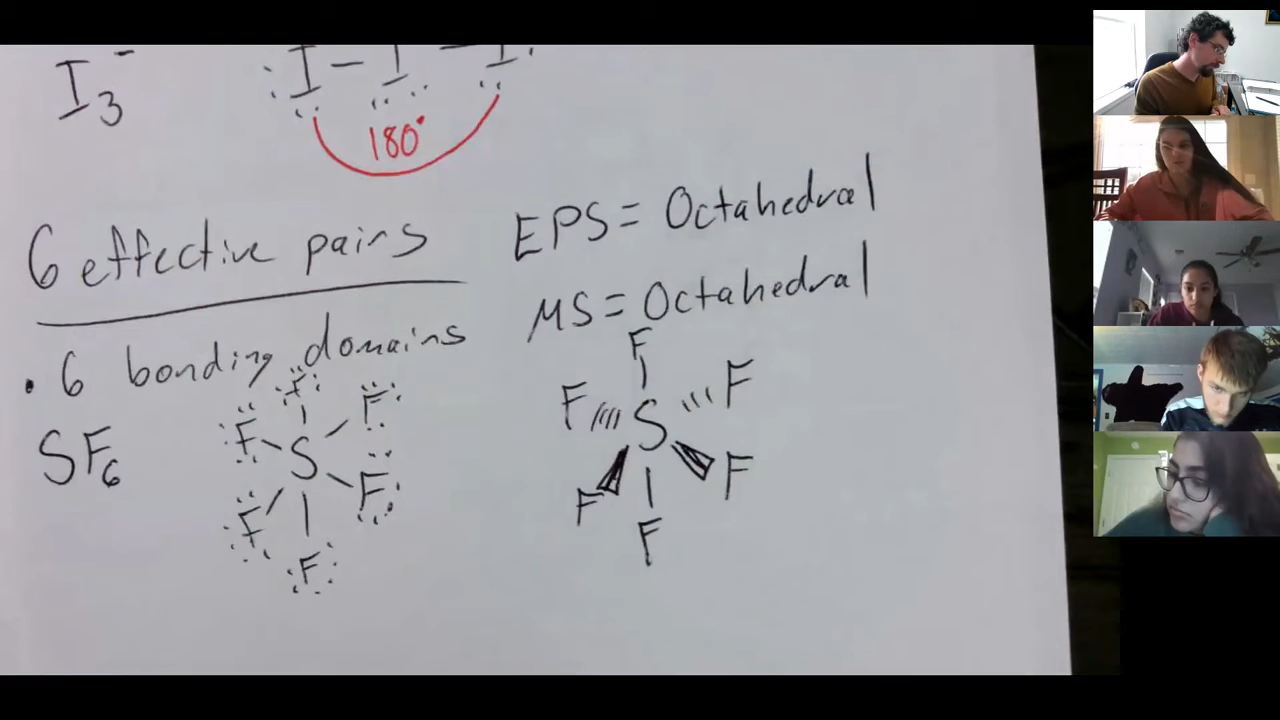 I3⁻ I–I–I
180°
6 effective pairs
EPS = Octahedral
MS = Octahedral
• 6 bonding domains
SF6
F
F F
S
F F
F
F
F F
S
F F
F